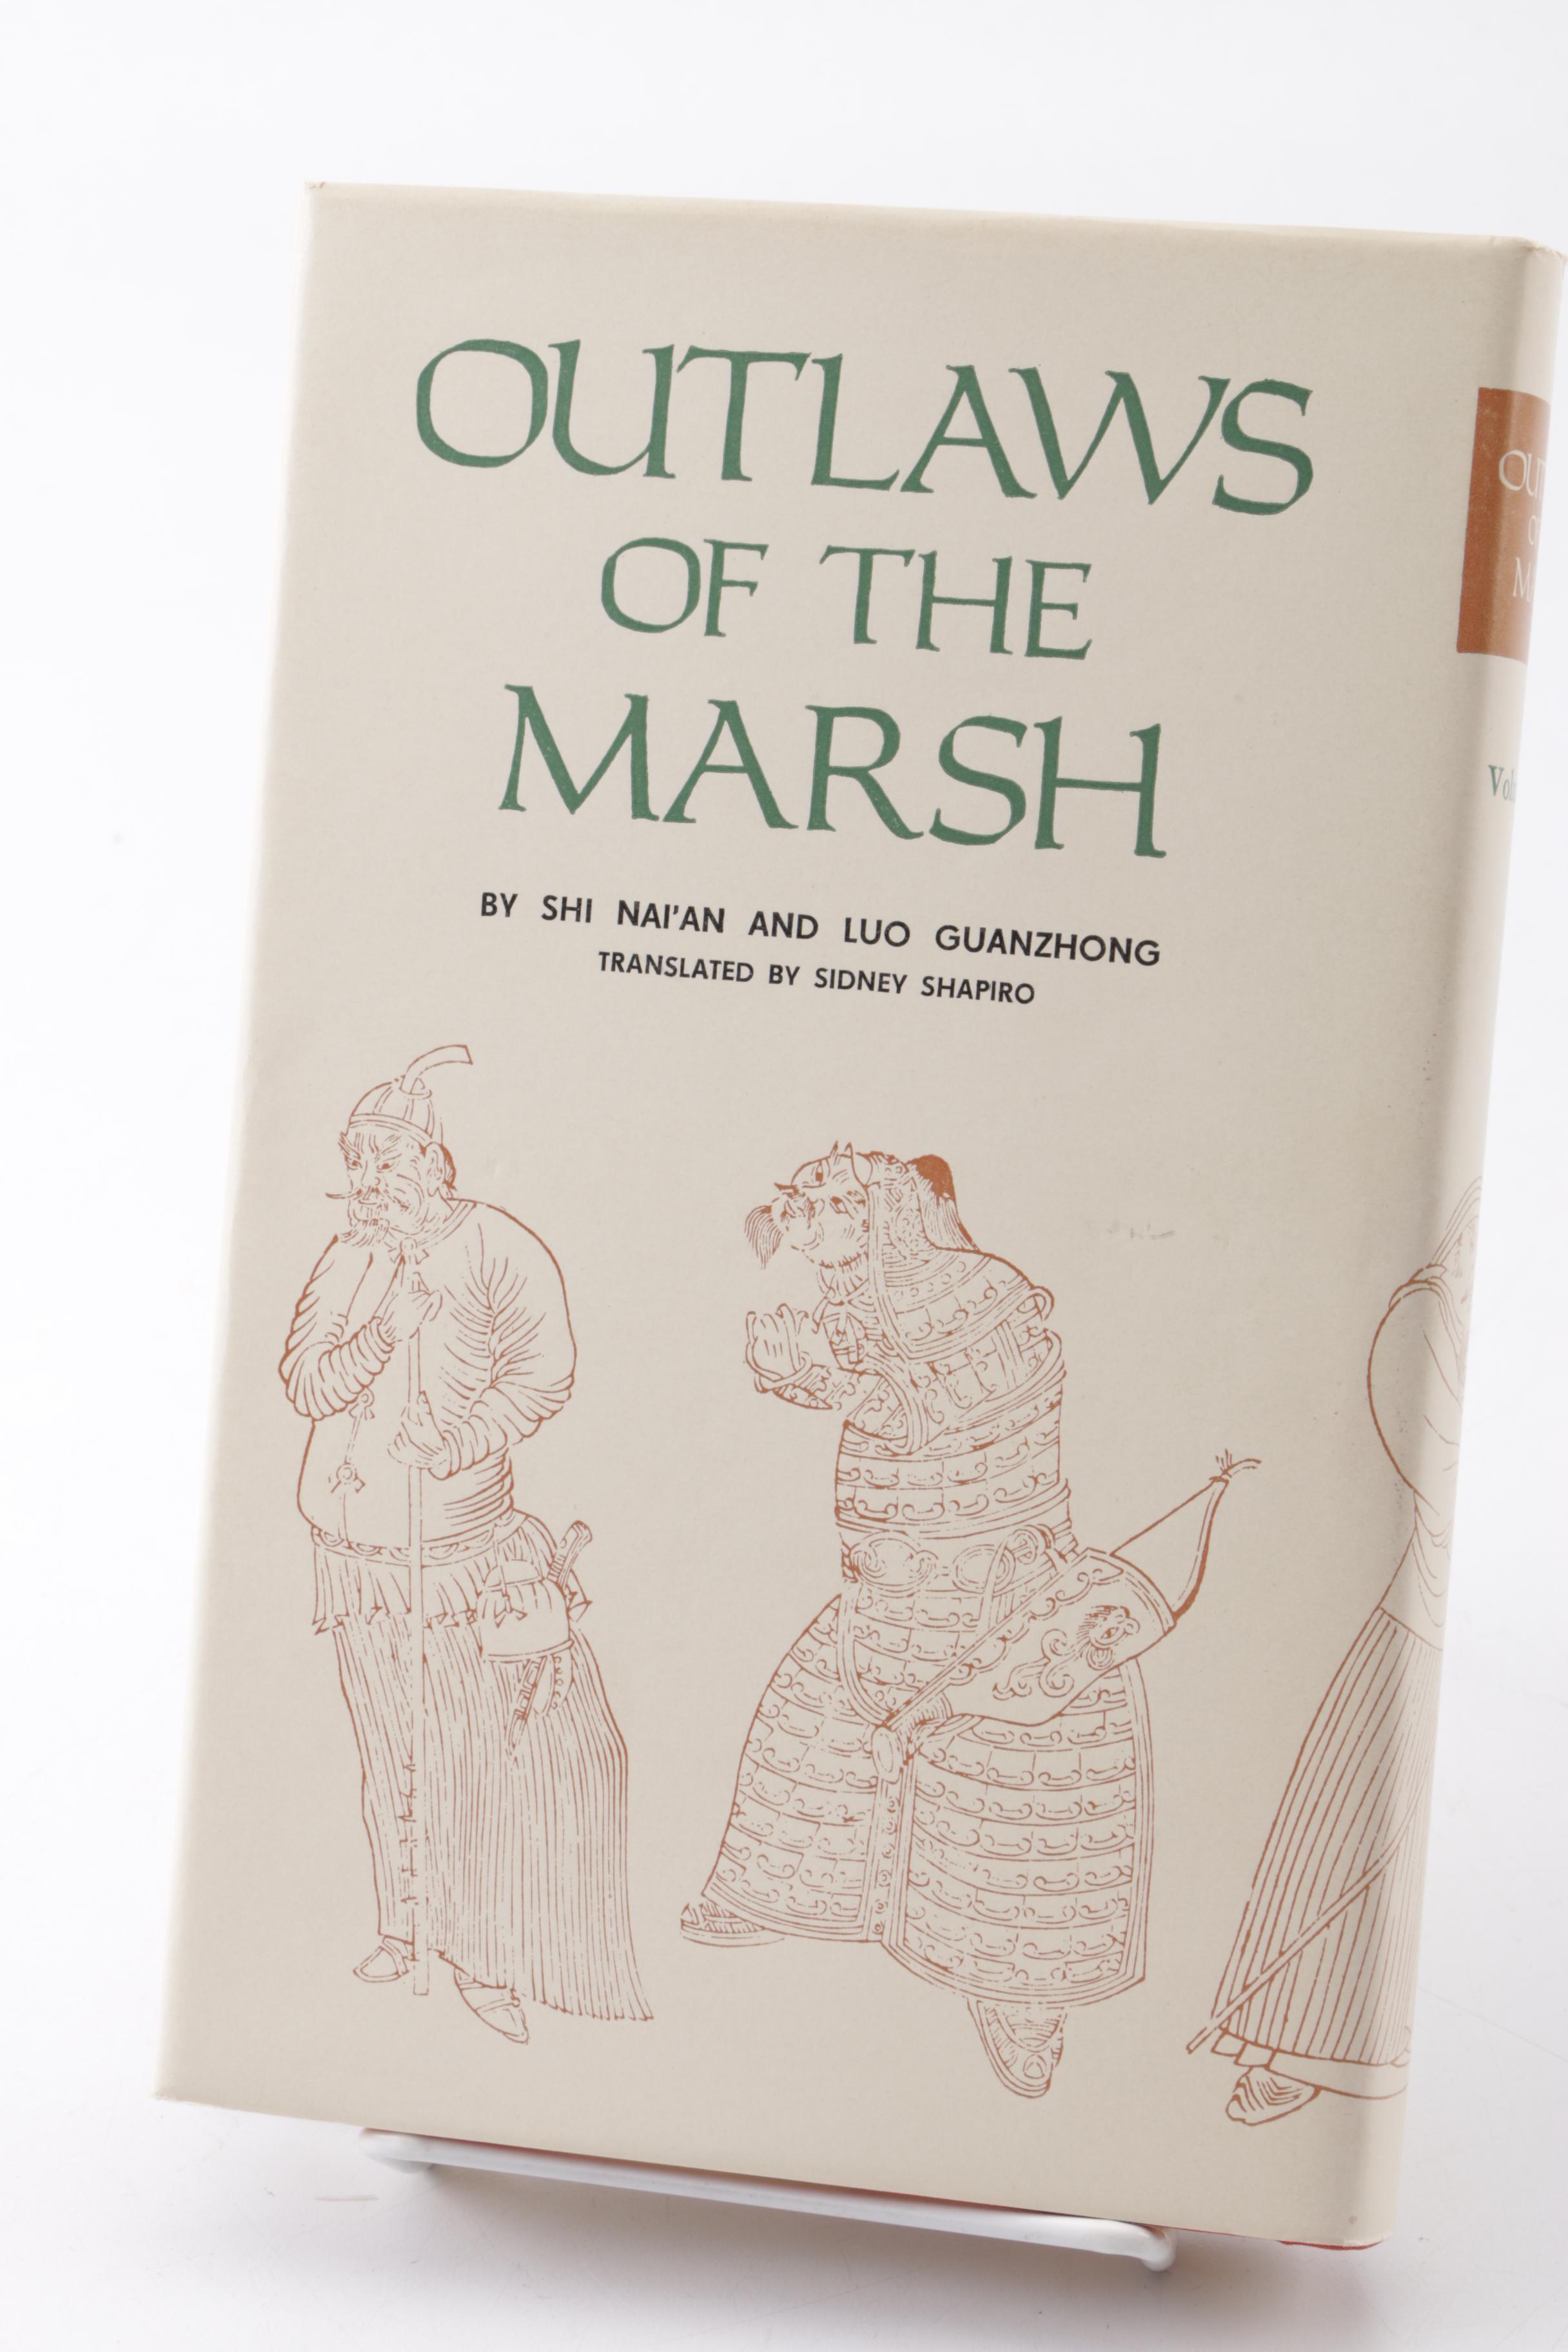 OUTLAWS
OF THE
MARSH
BY SHI NAI'AN AND LUO GUANZHONG
TRANSLATED BY SIDNEY SHAPIRO